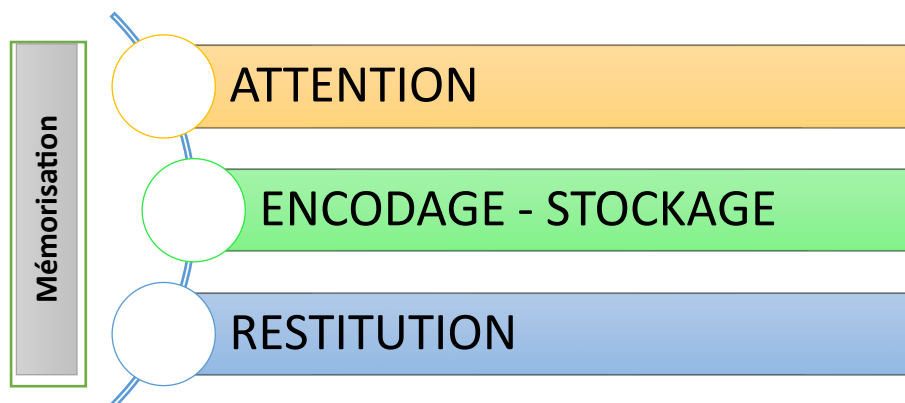 Mémorisation
ATTENTION
ENCODAGE - STOCKAGE
RESTITUTION